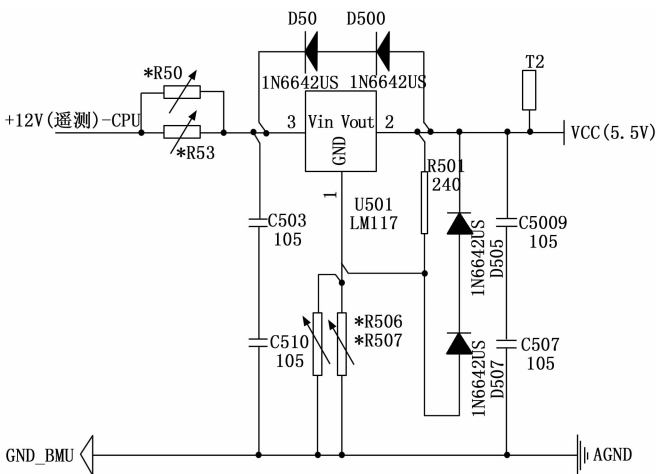 D50
D500
1N6642US
1N6642US
*R50
*R53
+12V(遥测)-CPU
3
Vin
Vout
2
GND
1
U501
LM117
R501
240
T2
VCC(5.5V)
C503
105
C510
105
*R506
*R507
1N6642US
D505
1N6642US
D507
C5009
105
C507
105
GND_BMU
AGND